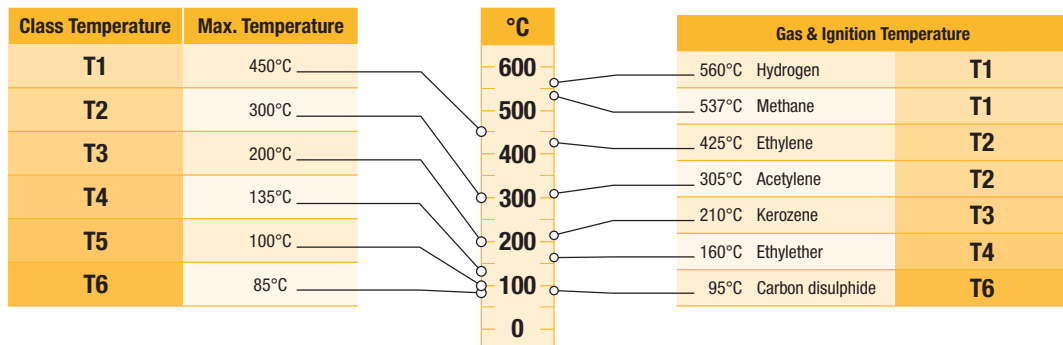 Class Temperature Max. Temperature
T1 450°C
T2 300°C
T3 200°C
T4 135°C
T5 100°C
T6 85°C
°C
600
500
400
300
200
100
0
Gas & Ignition Temperature
560°C Hydrogen T1
537°C Methane T1
425°C Ethylene T2
305°C Acetylene T2
210°C Kerozene T3
160°C Ethylether T4
95°C Carbon disulphide T6